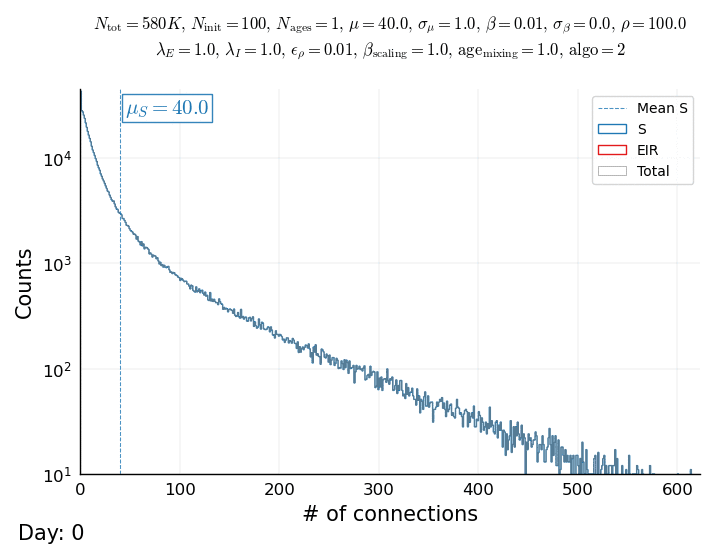 N_tot = 580K, N_init = 100, N_ages = 1, μ = 40.0, σ_μ = 1.0, β = 0.01, σ_β = 0.0, ρ = 100.0
λ_E = 1.0, λ_I = 1.0, ϵ_ρ = 0.01, β_scaling = 1.0, age_mixing = 1.0, algo = 2
μ_S = 40.0
Mean S
S
EIR
Total
Counts
10^4
10^3
10^2
10^1
0 100 200 300 400 500 600
# of connections
Day: 0